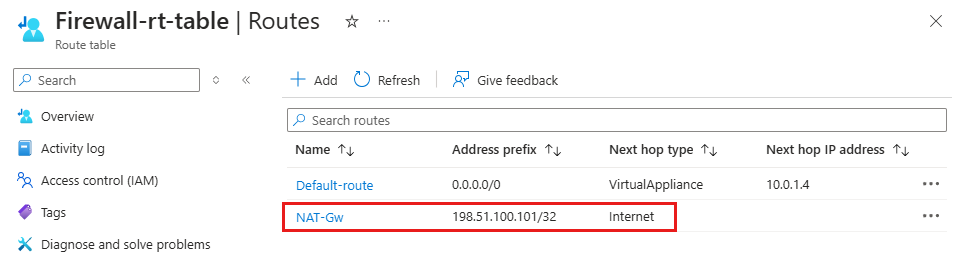 Firewall-rt-table | Routes
Route table
Search
Add Refresh Give feedback
Overview
Activity log
Access control (IAM)
Tags
Diagnose and solve problems
Search routes
Name Address prefix Next hop type Next hop IP address
Default-route 0.0.0.0/0 VirtualAppliance 10.0.1.4
NAT-Gw 198.51.100.101/32 Internet